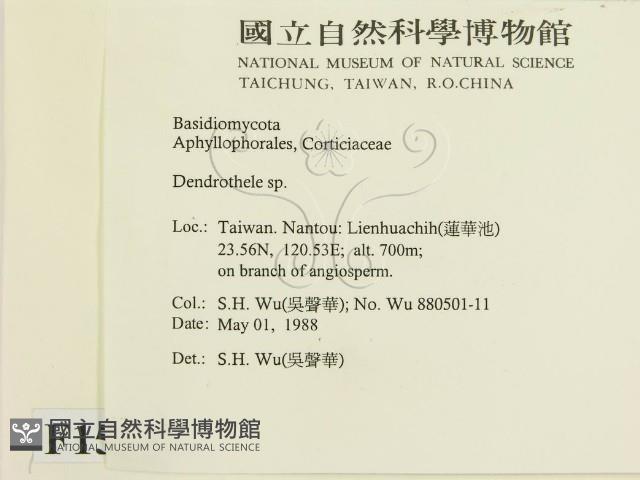 國立自然科學博物館
NATIONAL MUSEUM OF NATURAL SCIENCE
TAICHUNG, TAIWAN, R.O.CHINA
Basidiomycota
Aphyllophorales, Corticiaceae
Dendrothele sp.
Loc.: Taiwan. Nantou: Lienhuachih(蓮華池)
23.56N, 120.53E; alt. 700m;
on branch of angiosperm.
Col.: S.H. Wu(吳聲華); No. Wu 880501-11
Date: May 01, 1988
Det.: S.H. Wu(吳聲華)
國立自然科學博物館
NATIONAL MUSEUM OF NATURAL SCIENCE